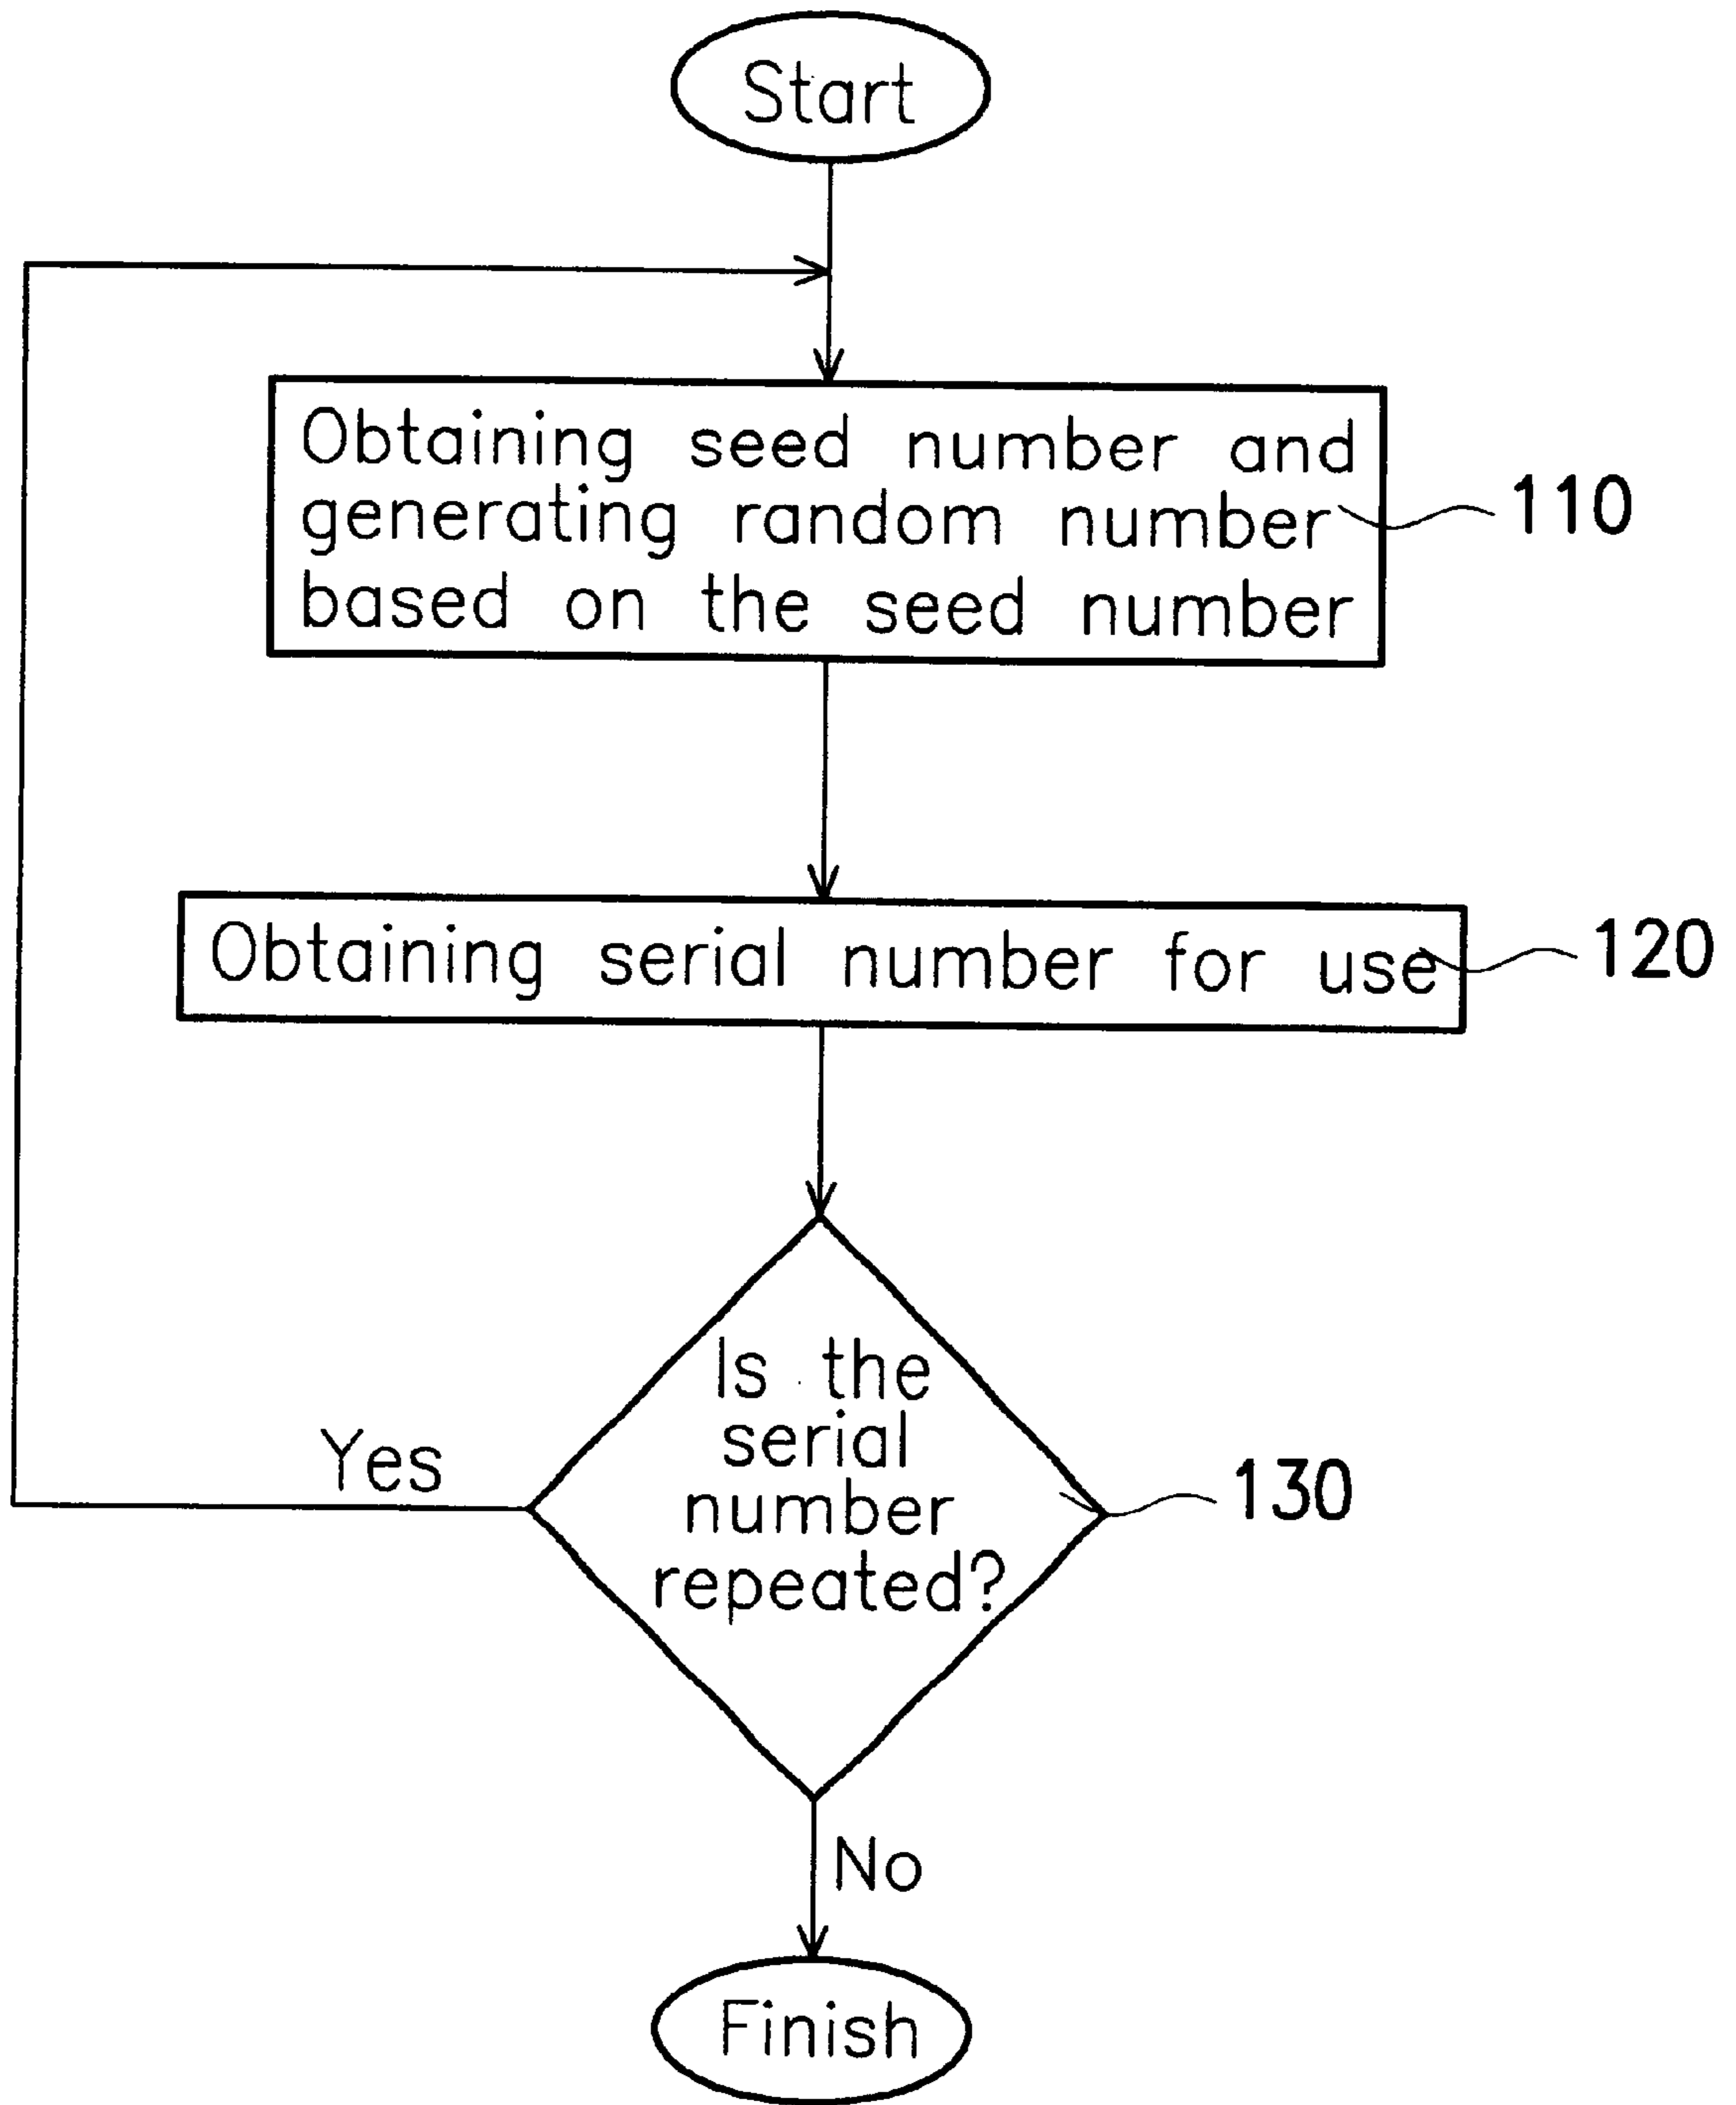 Start
Obtaining seed number and
generating random number
based on the seed number
110
Obtaining serial number for use
120
Is the
serial
number
repeated?
130
Yes
No
Finish